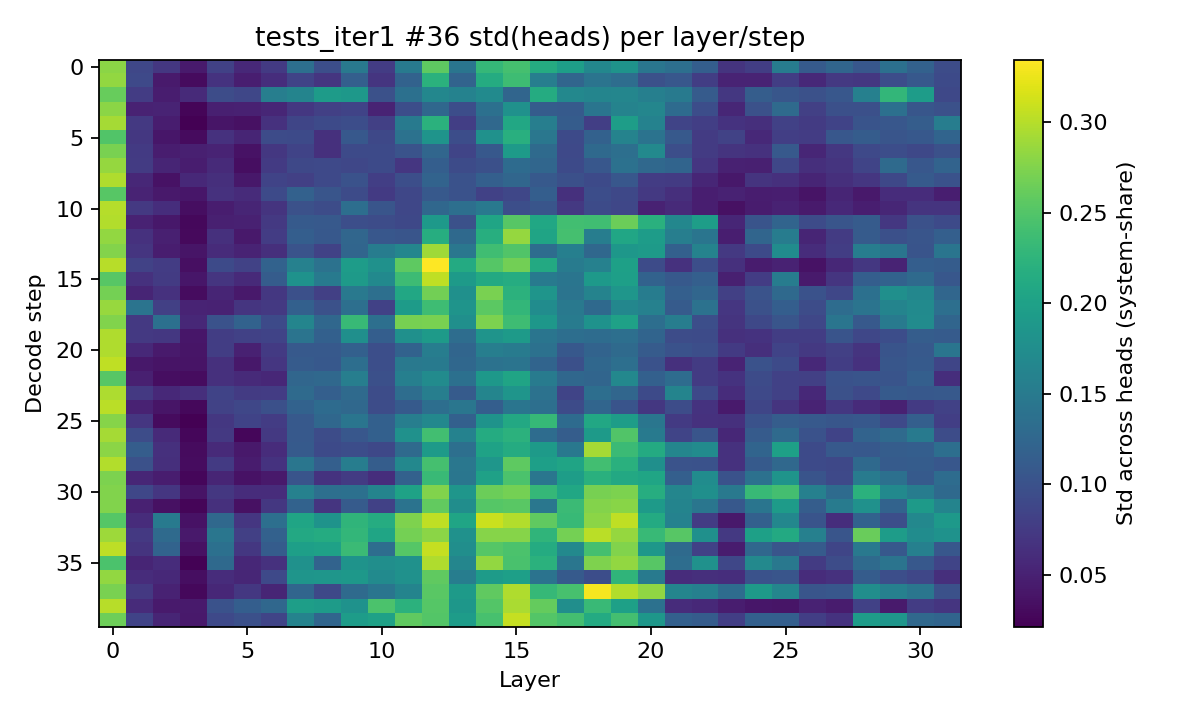 tests_iter1 #36 std(heads) per layer/step
0
5
10
15
20
25
30
35
Decode step
0 5 10 15 20 25 30
Layer
0.30
0.25
0.20
0.15
0.10
0.05
Std across heads (system-share)